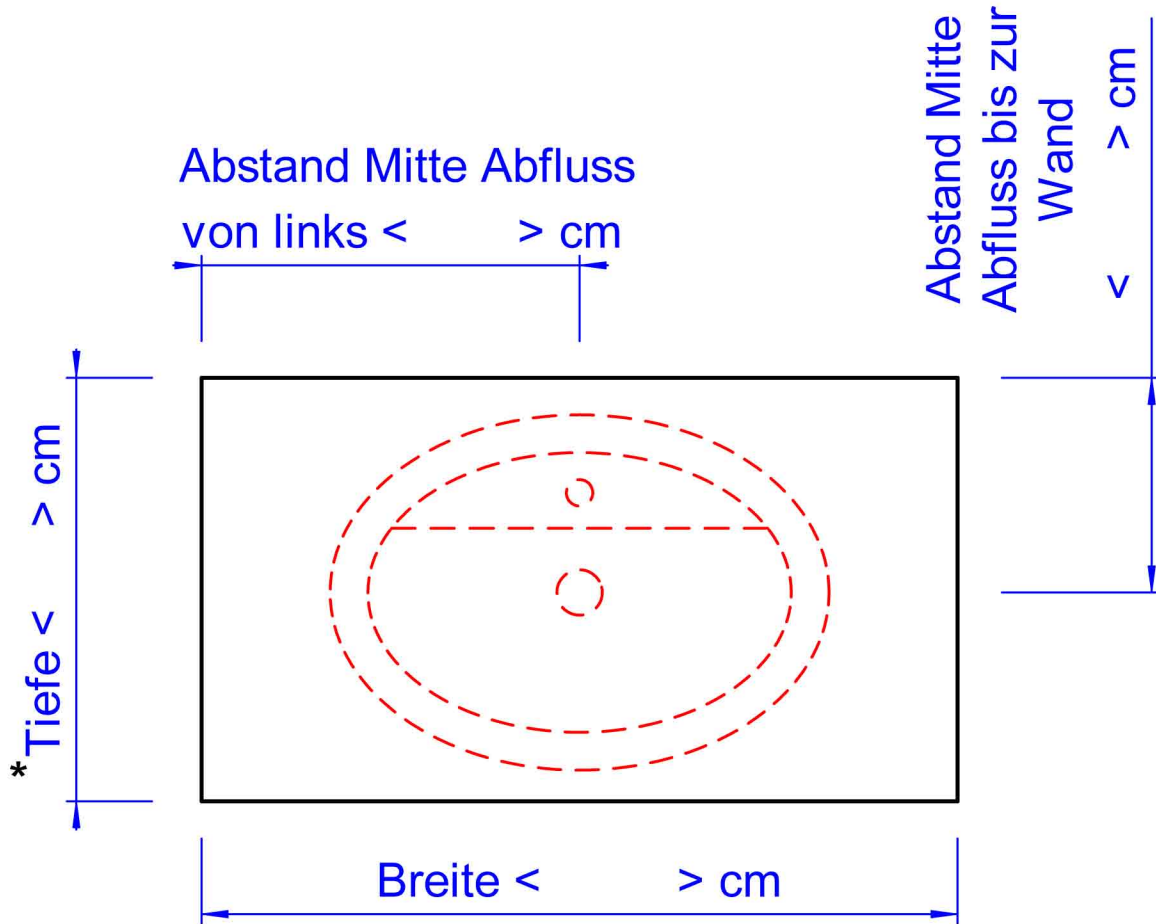 Abstand Mitte Abfluss
von links <       > cm
Abstand Mitte
Abfluss bis zur
Wand
<       > cm
*Tiefe <       > cm
Breite <       > cm